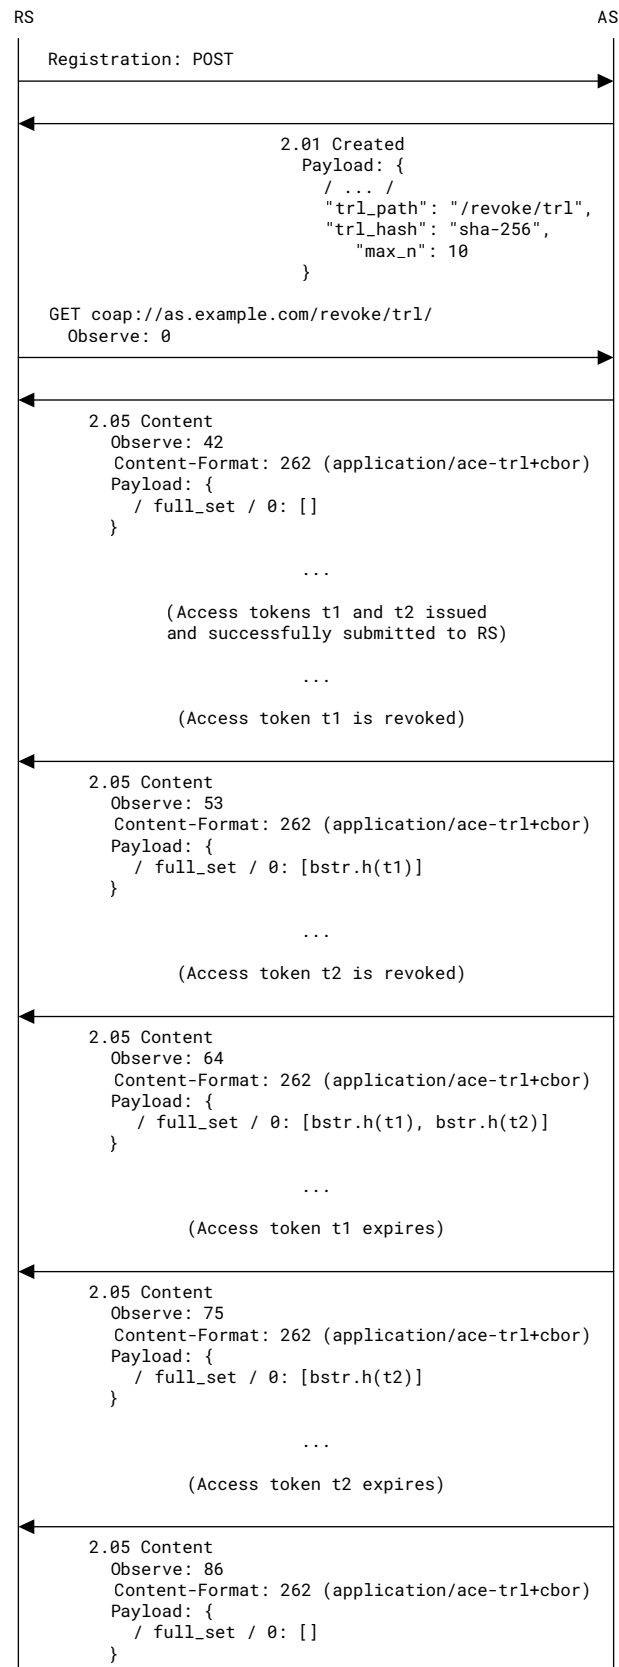 RS AS
Registration: POST
2.01 Created
Payload: {
/ ... /
"trl_path": "/revoke/trl",
"trl_hash": "sha-256",
"max_n": 10
}
GET coap://as.example.com/revoke/trl/
Observe: 0
2.05 Content
Observe: 42
Content-Format: 262 (application/ace-trl+cbor)
Payload: {
/ full_set / 0: []
}
...
(Access tokens t1 and t2 issued
and successfully submitted to RS)
...
(Access token t1 is revoked)
2.05 Content
Observe: 53
Content-Format: 262 (application/ace-trl+cbor)
Payload: {
/ full_set / 0: [bstr.h(t1)]
}
...
(Access token t2 is revoked)
2.05 Content
Observe: 64
Content-Format: 262 (application/ace-trl+cbor)
Payload: {
/ full_set / 0: [bstr.h(t1), bstr.h(t2)]
}
...
(Access token t1 expires)
2.05 Content
Observe: 75
Content-Format: 262 (application/ace-trl+cbor)
Payload: {
/ full_set / 0: [bstr.h(t2)]
}
...
(Access token t2 expires)
2.05 Content
Observe: 86
Content-Format: 262 (application/ace-trl+cbor)
Payload: {
/ full_set / 0: []
}